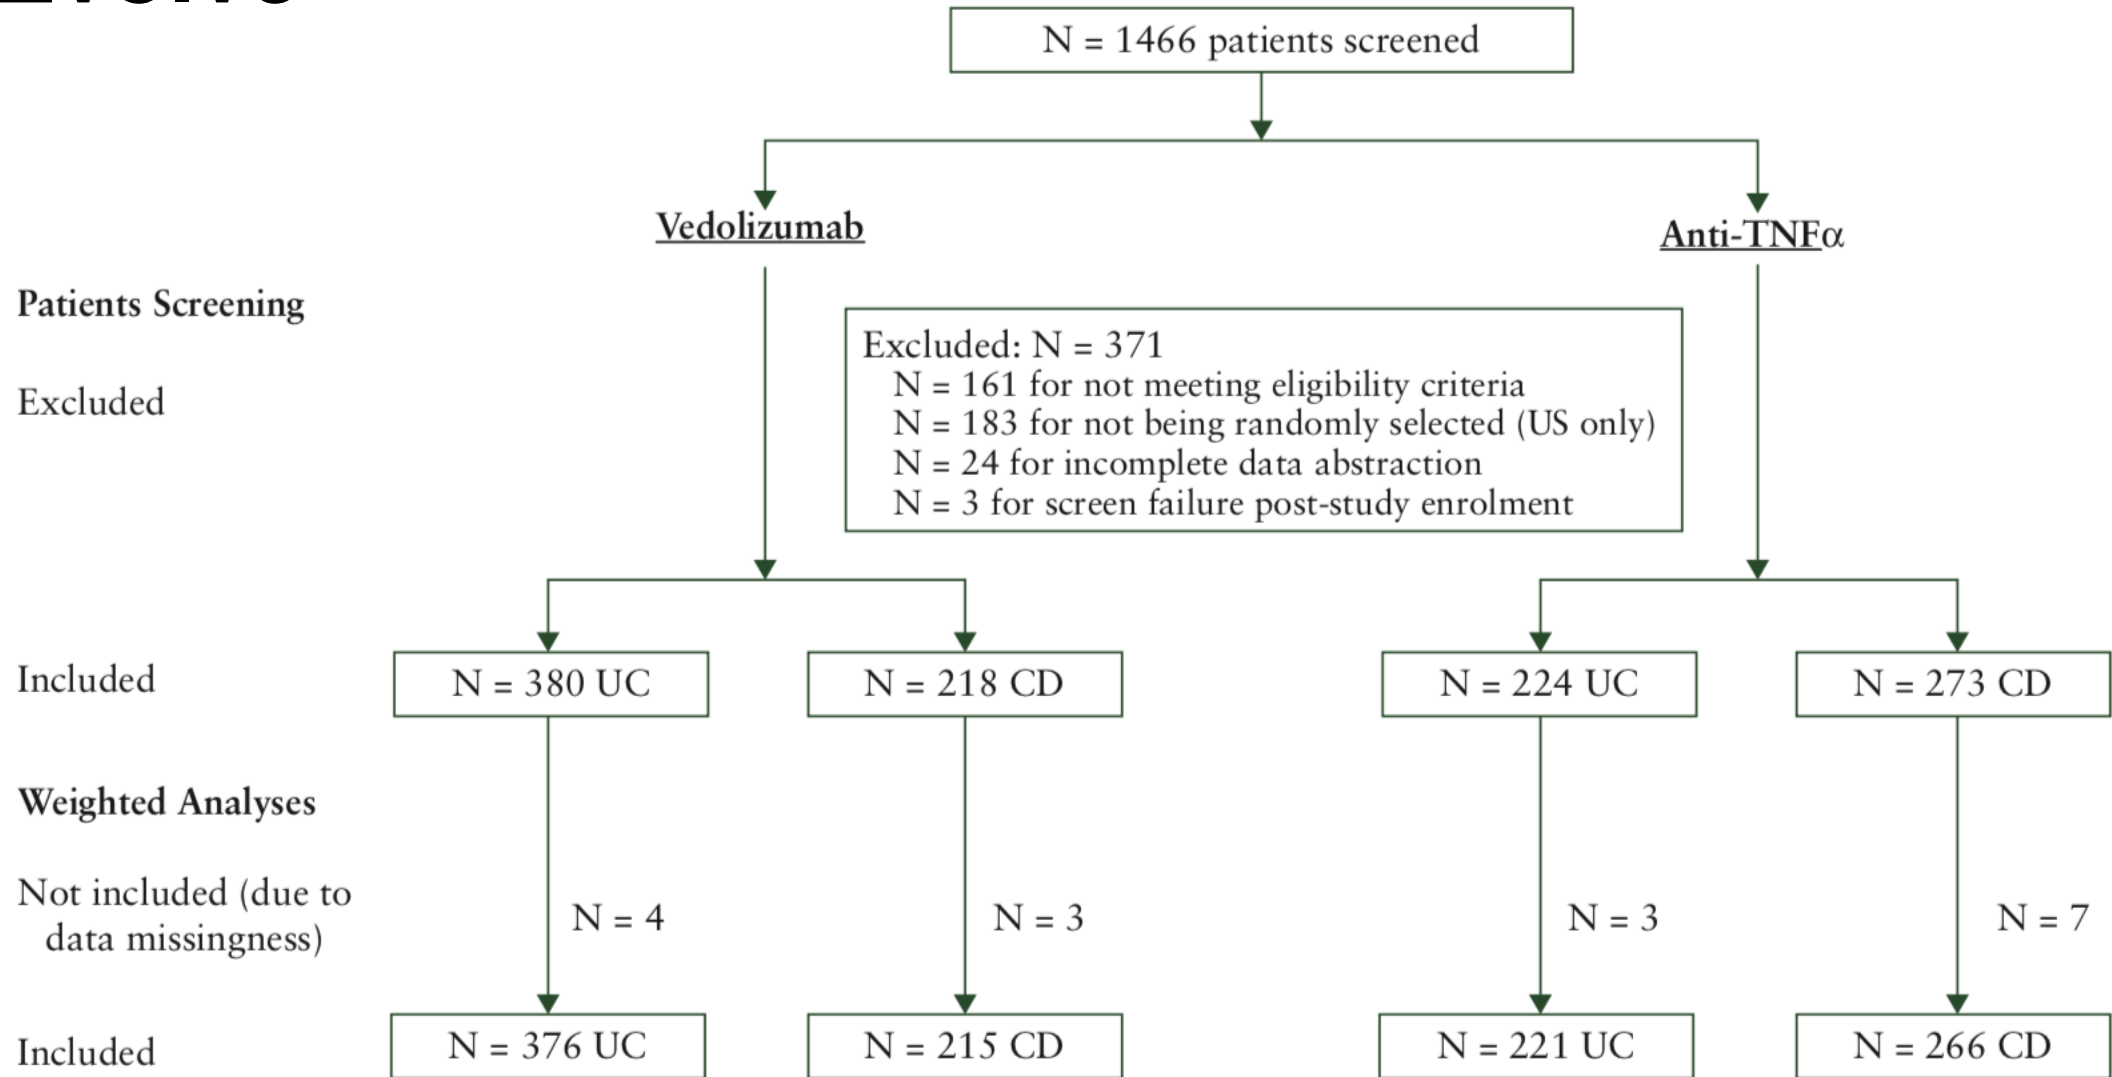 N = 1466 patients screened
Vedolizumab
Anti-TNFα
Patients Screening
Excluded
Excluded: N = 371
N = 161 for not meeting eligibility criteria
N = 183 for not being randomly selected (US only)
N = 24 for incomplete data abstraction
N = 3 for screen failure post-study enrolment
Included
N = 380 UC
N = 218 CD
N = 224 UC
N = 273 CD
Weighted Analyses
Not included (due to
data missingness)
N = 4
N = 3
N = 3
N = 7
Included
N = 376 UC
N = 215 CD
N = 221 UC
N = 266 CD